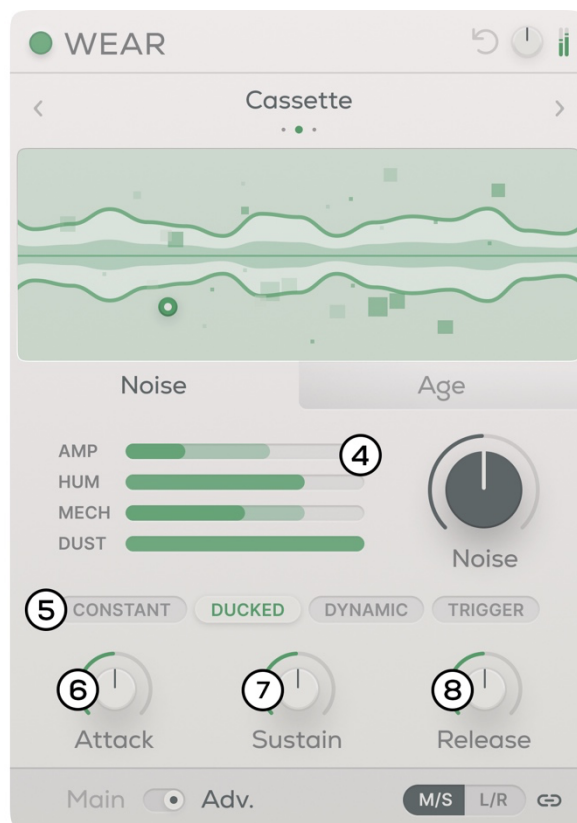 WEAR
Cassette
Noise Age
AMP 4
HUM
MECH
DUST
Noise
5 CONSTANT DUCKED DYNAMIC TRIGGER
6 7 8
Attack Sustain Release
Main Adv. M/S L/R